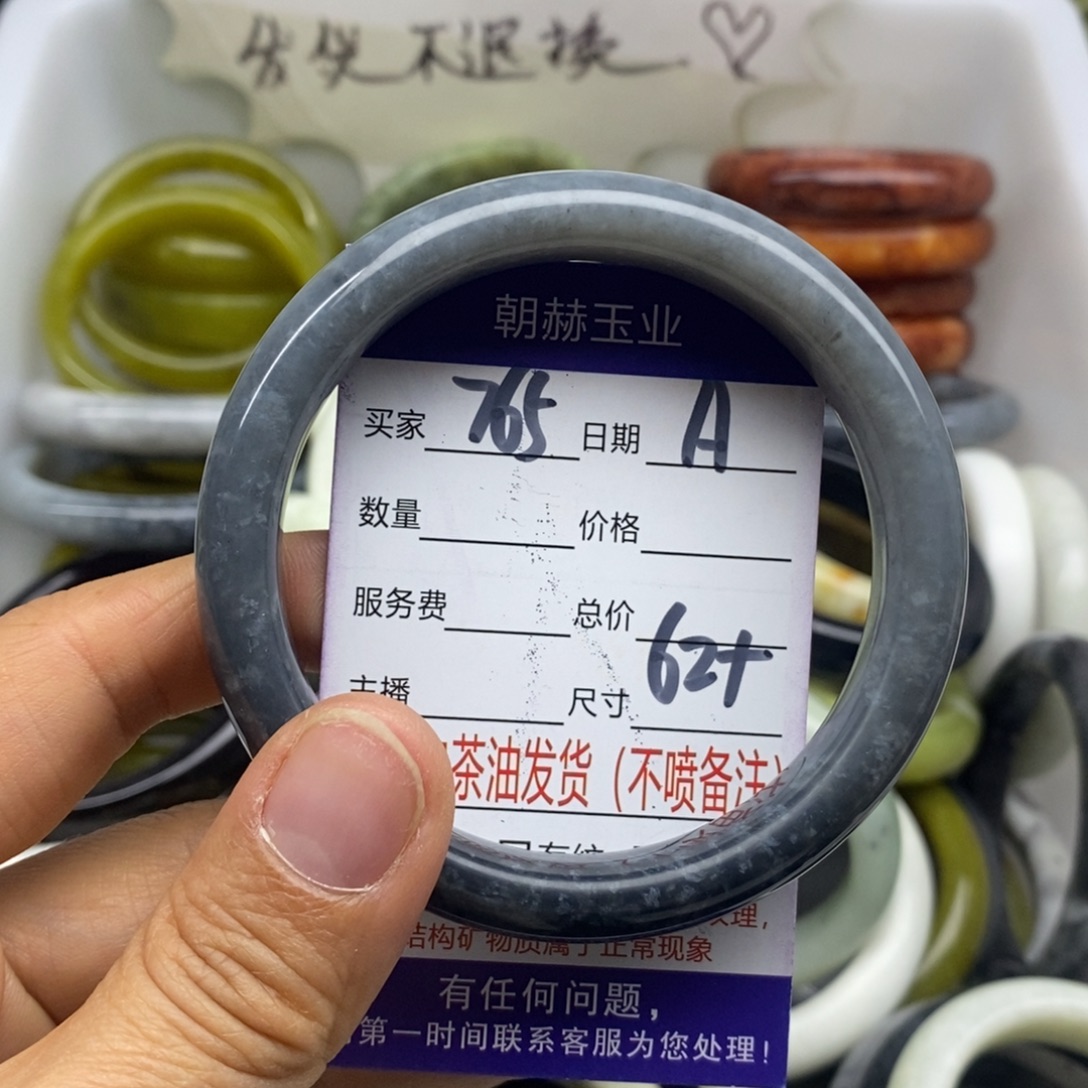 不退换
朝赫玉业
买家 765 日期 A
数量 价格
服务费 总价
主播 尺寸 62+
茶油发货（不喷备注）
结构矿物质属于正常现象
有任何问题，
第一时间联系客服为您处理！